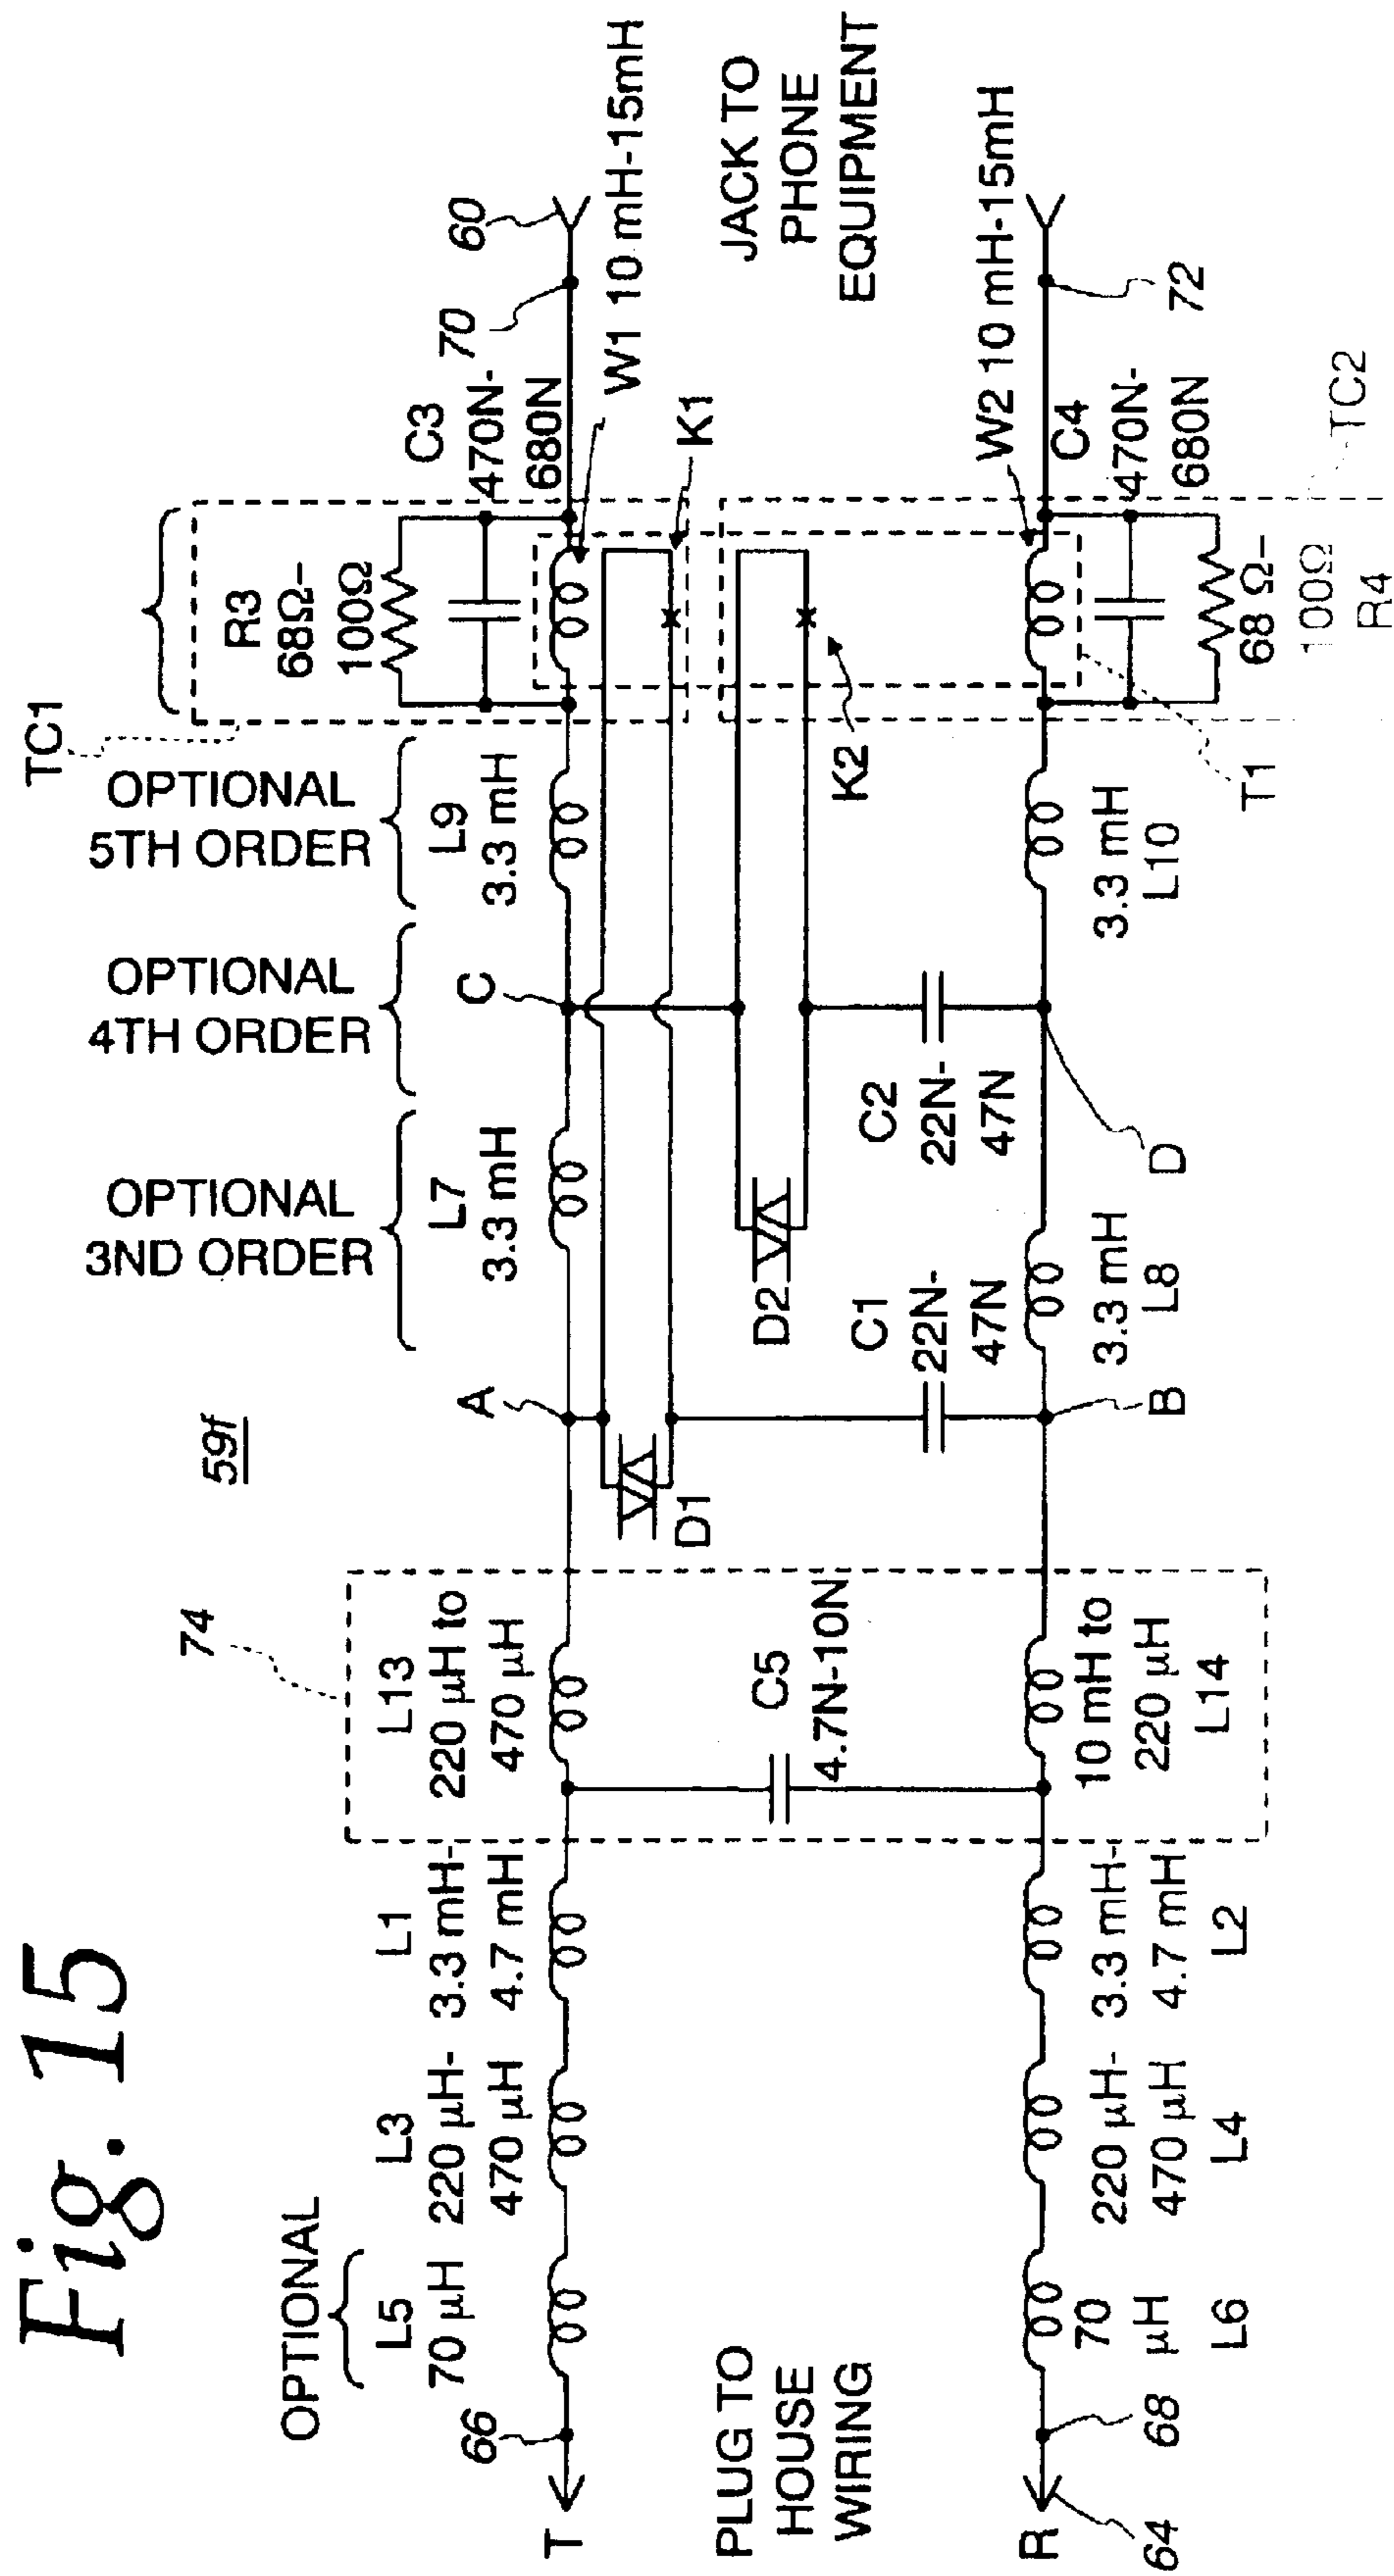 Fig. 15
59f
TC1
OPTIONAL
L5
70 µH
L3
220 µH-
470 µH
L1
3.3 mH-
4.7 mH
74
L13
220 µH to
470 µH
OPTIONAL
3ND ORDER
L7
3.3 mH
OPTIONAL
4TH ORDER
OPTIONAL
5TH ORDER
L9
3.3 mH
R3
68Ω–
100Ω
C3
470N-
680N
70
60
66
T
A
C
W1 10 mH-15mH
K1
D1
D2
K2
PLUG TO
HOUSE
WIRING
C5
4.7N-10N
C1
22N-
47N
C2
22N-
47N
JACK TO
PHONE
EQUIPMENT
W2 10 mH-15mH
R
64
68
70
µH
L6
220 µH-
470 µH
L4
3.3 mH-
4.7 mH
L2
10 mH to
220 µH
L14
B
3.3 mH
L8
D
3.3 mH
L10
T1
C4
470N-
680N
72
68 Ω–
100Ω
R4
TC2